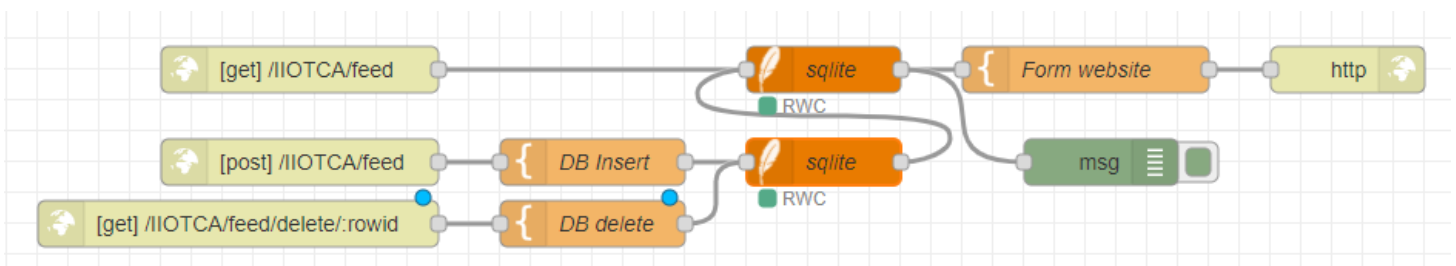 [get] /IIOTCA/feed
sqlite
Form website
http
RWC
[post] /IIOTCA/feed
DB Insert
sqlite
msg
RWC
[get] /IIOTCA/feed/delete/:rowid
DB delete